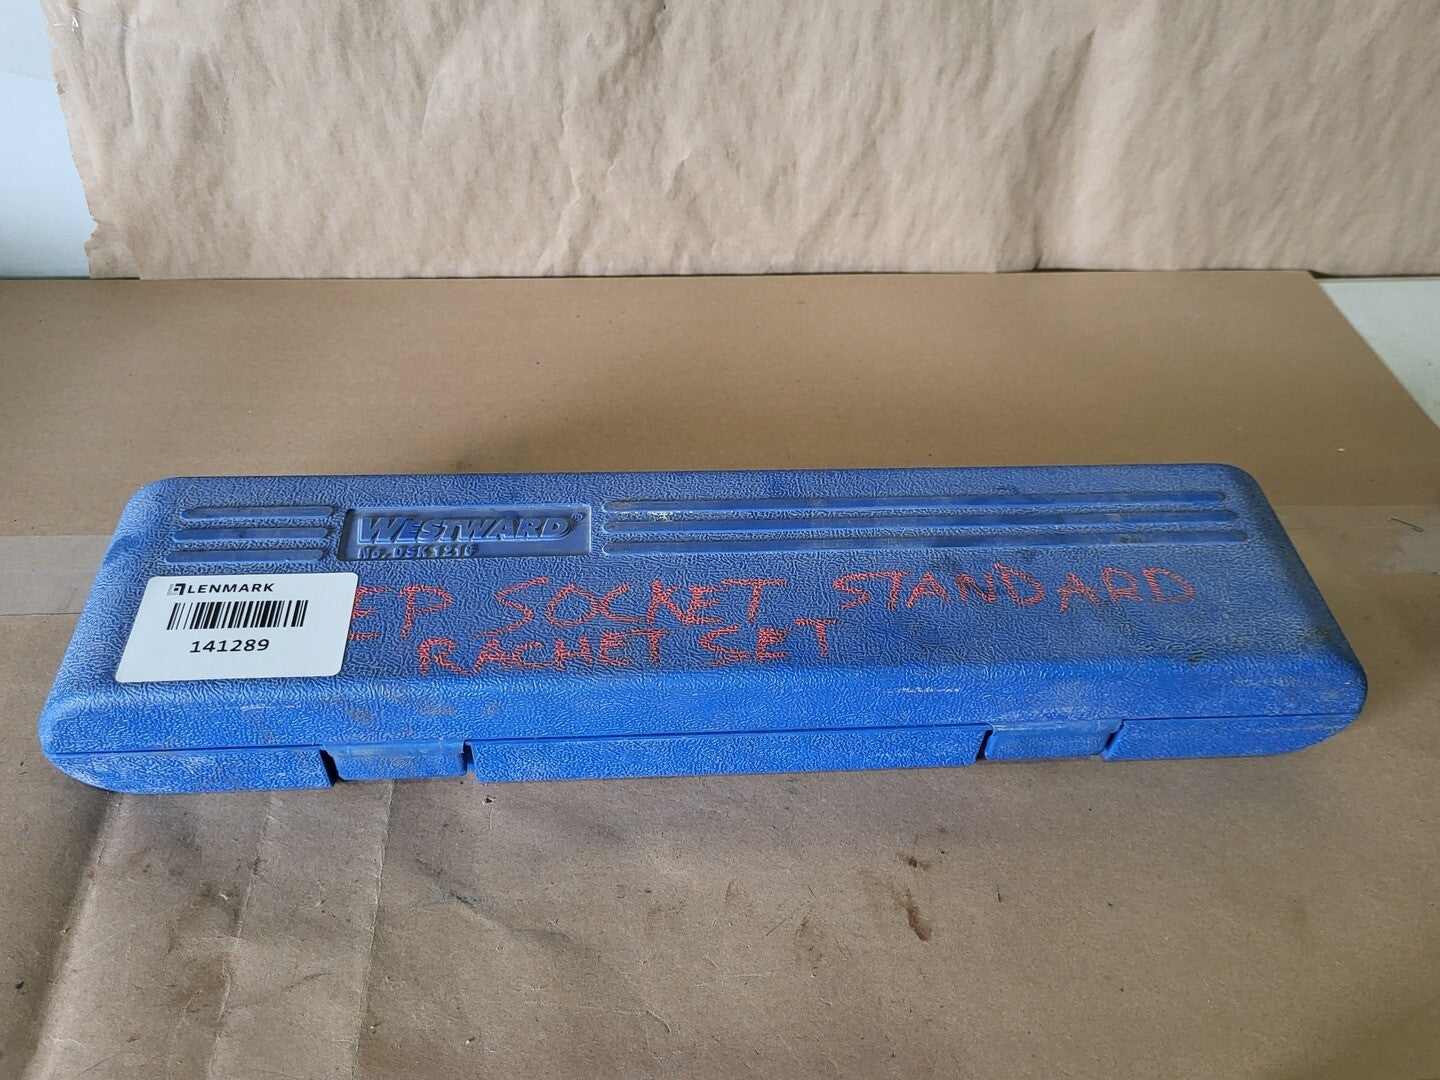 WESTWARD®
No. DSK1216
LENMARK
141289
EP SOCKET STANDARD
RACHET SET